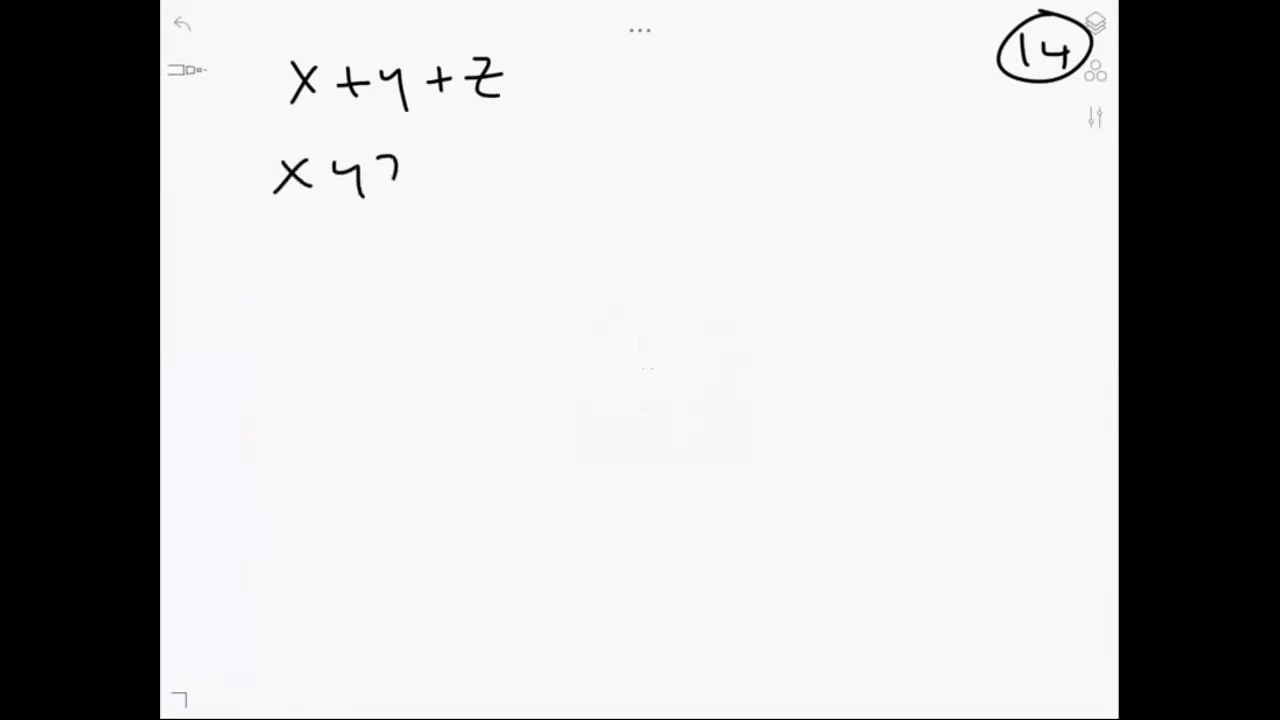 14
x + y + z
x y